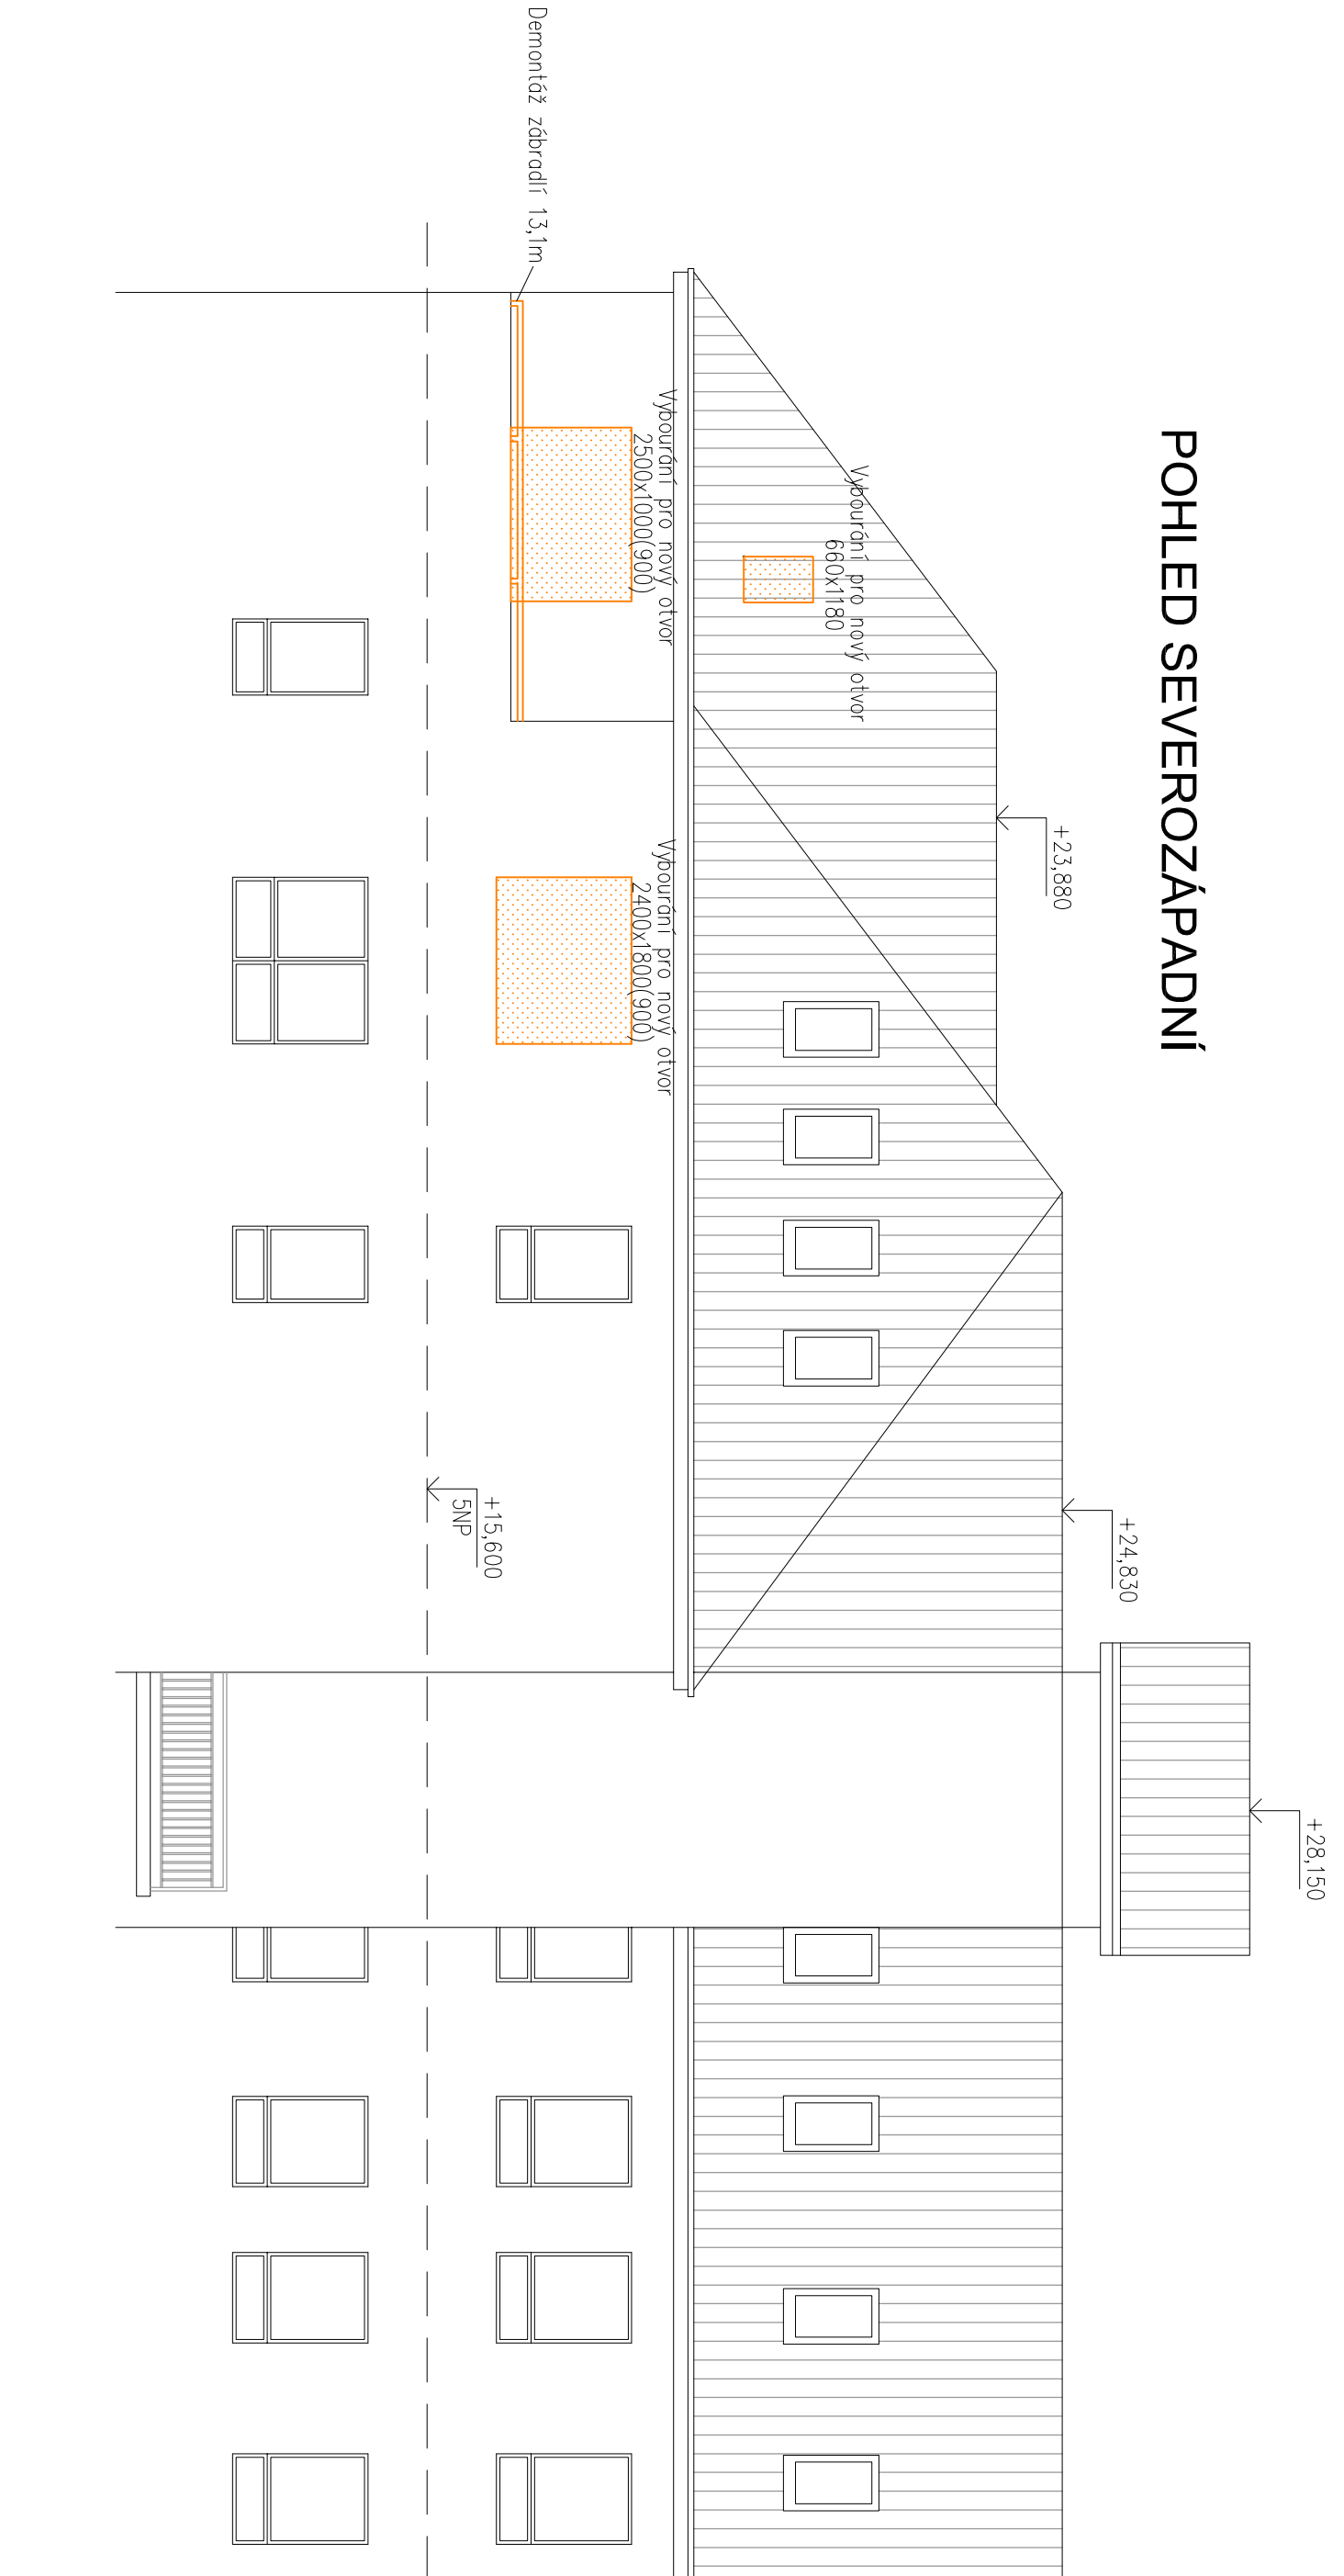 POHLED SEVEROZÁPADNÍ
+28,150
+24,830
+23,880
Vybourání pro nový otvor
660x1180
Vybourání pro nový otvor
2500x1000(900)
Vybourání pro nový otvor
2400x1800(900)
Demontáž zábradlí 13,1m
+15,600
5NP